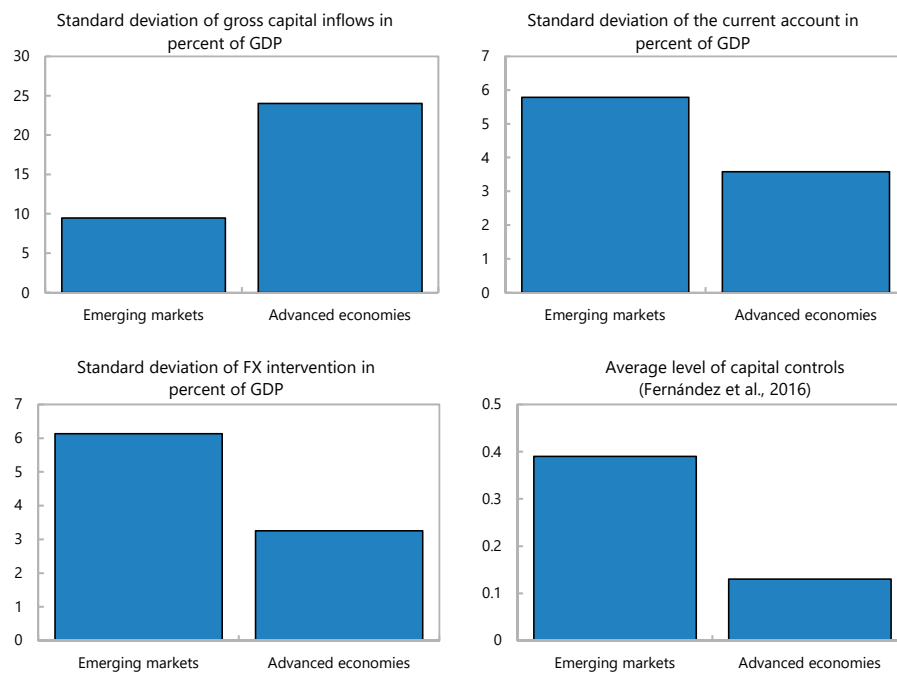 Standard deviation of gross capital inflows in
percent of GDP
30
25
20
15
10
5
0
Emerging markets
Advanced economies
Standard deviation of the current account in
percent of GDP
7
6
5
4
3
2
1
0
Emerging markets
Advanced economies
Standard deviation of FX intervention in
percent of GDP
7
6
5
4
3
2
1
0
Emerging markets
Advanced economies
Average level of capital controls
(Fernández et al., 2016)
0.5
0.4
0.3
0.2
0.1
0
Emerging markets
Advanced economies